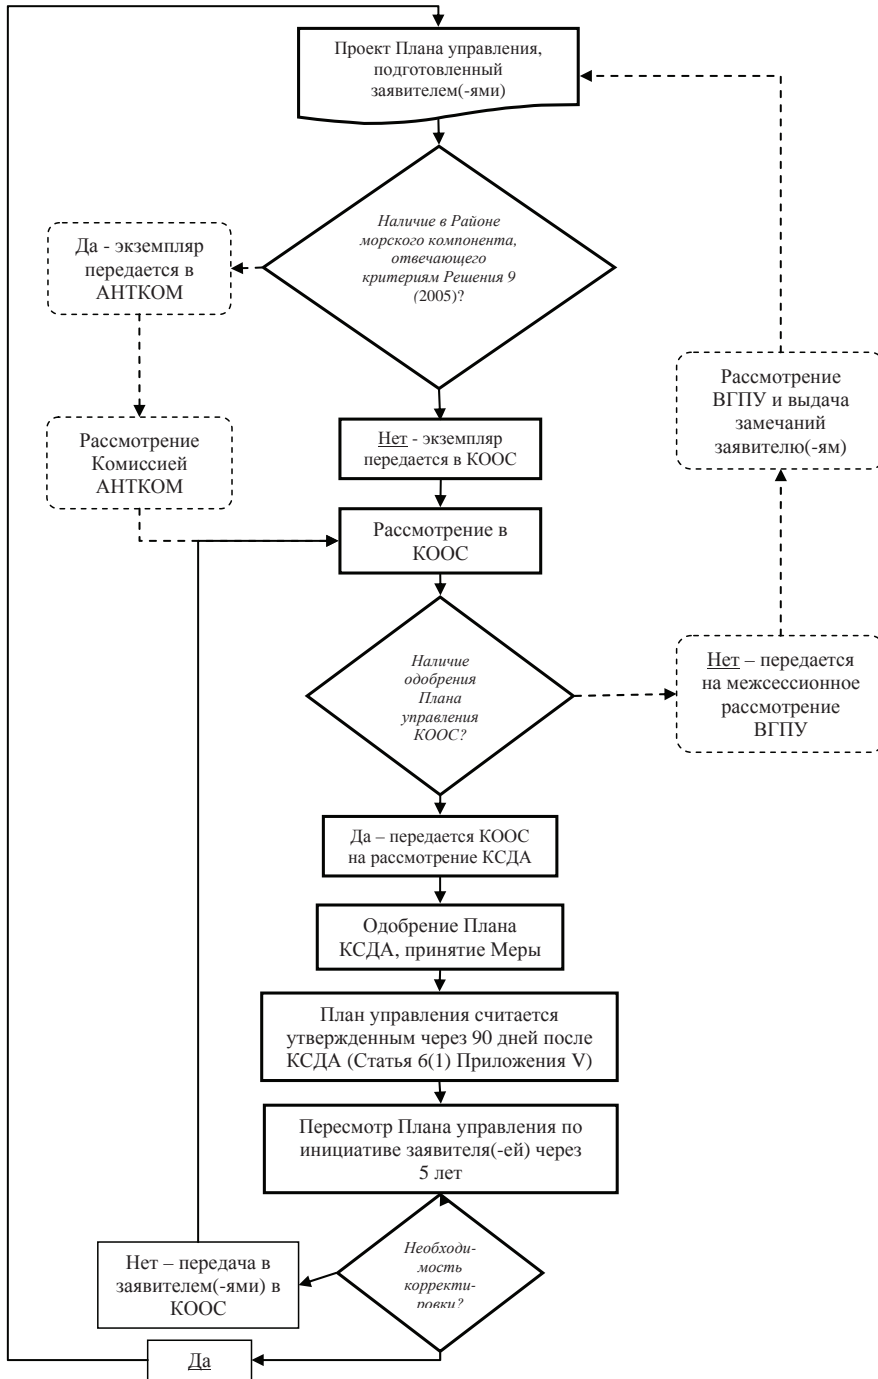 Проект Плана управления,
подготовленный
заявителем(-ями)
Наличие в Районе
морского компонента,
отвечающего
критериям Решения 9
(2005)?
Да - экземпляр
передается в
АНТКОМ
Рассмотрение
Комиссией
АНТКОМ
Нет - экземпляр
передается в КООС
Рассмотрение в
КООС
Рассмотрение
ВГПУ и выдача
замечаний
заявителю(-ям)
Наличие
одобрения
Плана
управления
КООС?
Нет – передается
на межсессионное
рассмотрение
ВГПУ
Да – передается КООС
на рассмотрение КСДА
Одобрение Плана
КСДА, принятие Меры
План управления считается
утвержденным через 90 дней после
КСДА (Статья 6(1) Приложения V)
Пересмотр Плана управления по
инициативе заявителя(-ей) через
5 лет
Необходи-
мость
коррeкти-
ровки?
Нет – передача в
заявителем(-ями) в
КООС
Да